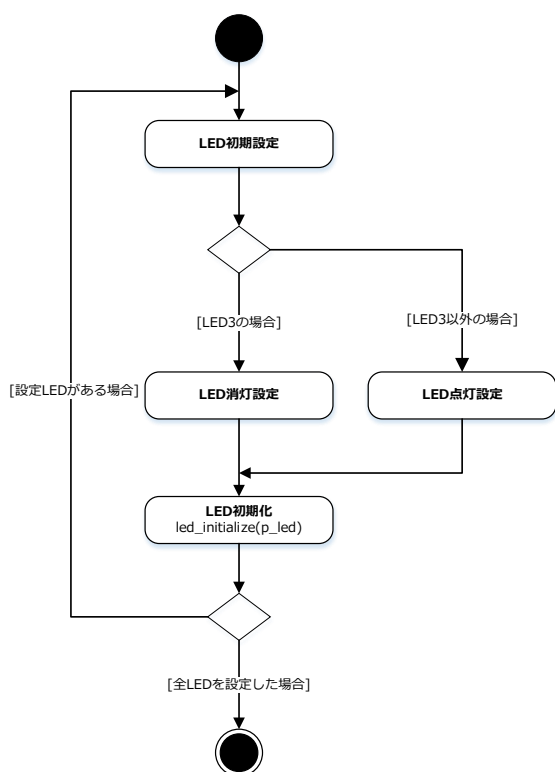 LED初期設定
[LED3の場合]
[LED3以外の場合]
[設定LEDがある場合]
LED消灯設定
LED点灯設定
LED初期化
led_initialize(p_led)
[全LEDを設定した場合]